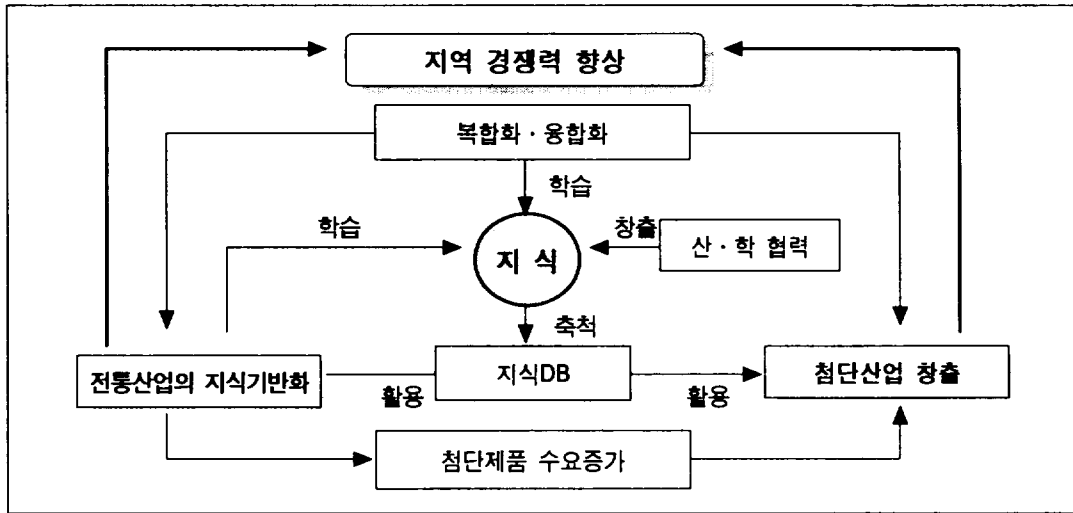 지역 경쟁력 향상
복합화 · 융합화
학습
학습
창출
산 · 학 협력
지 식
축척
전통산업의 지식기반화
지식DB
첨단산업 창출
활용
활용
첨단제품 수요증가